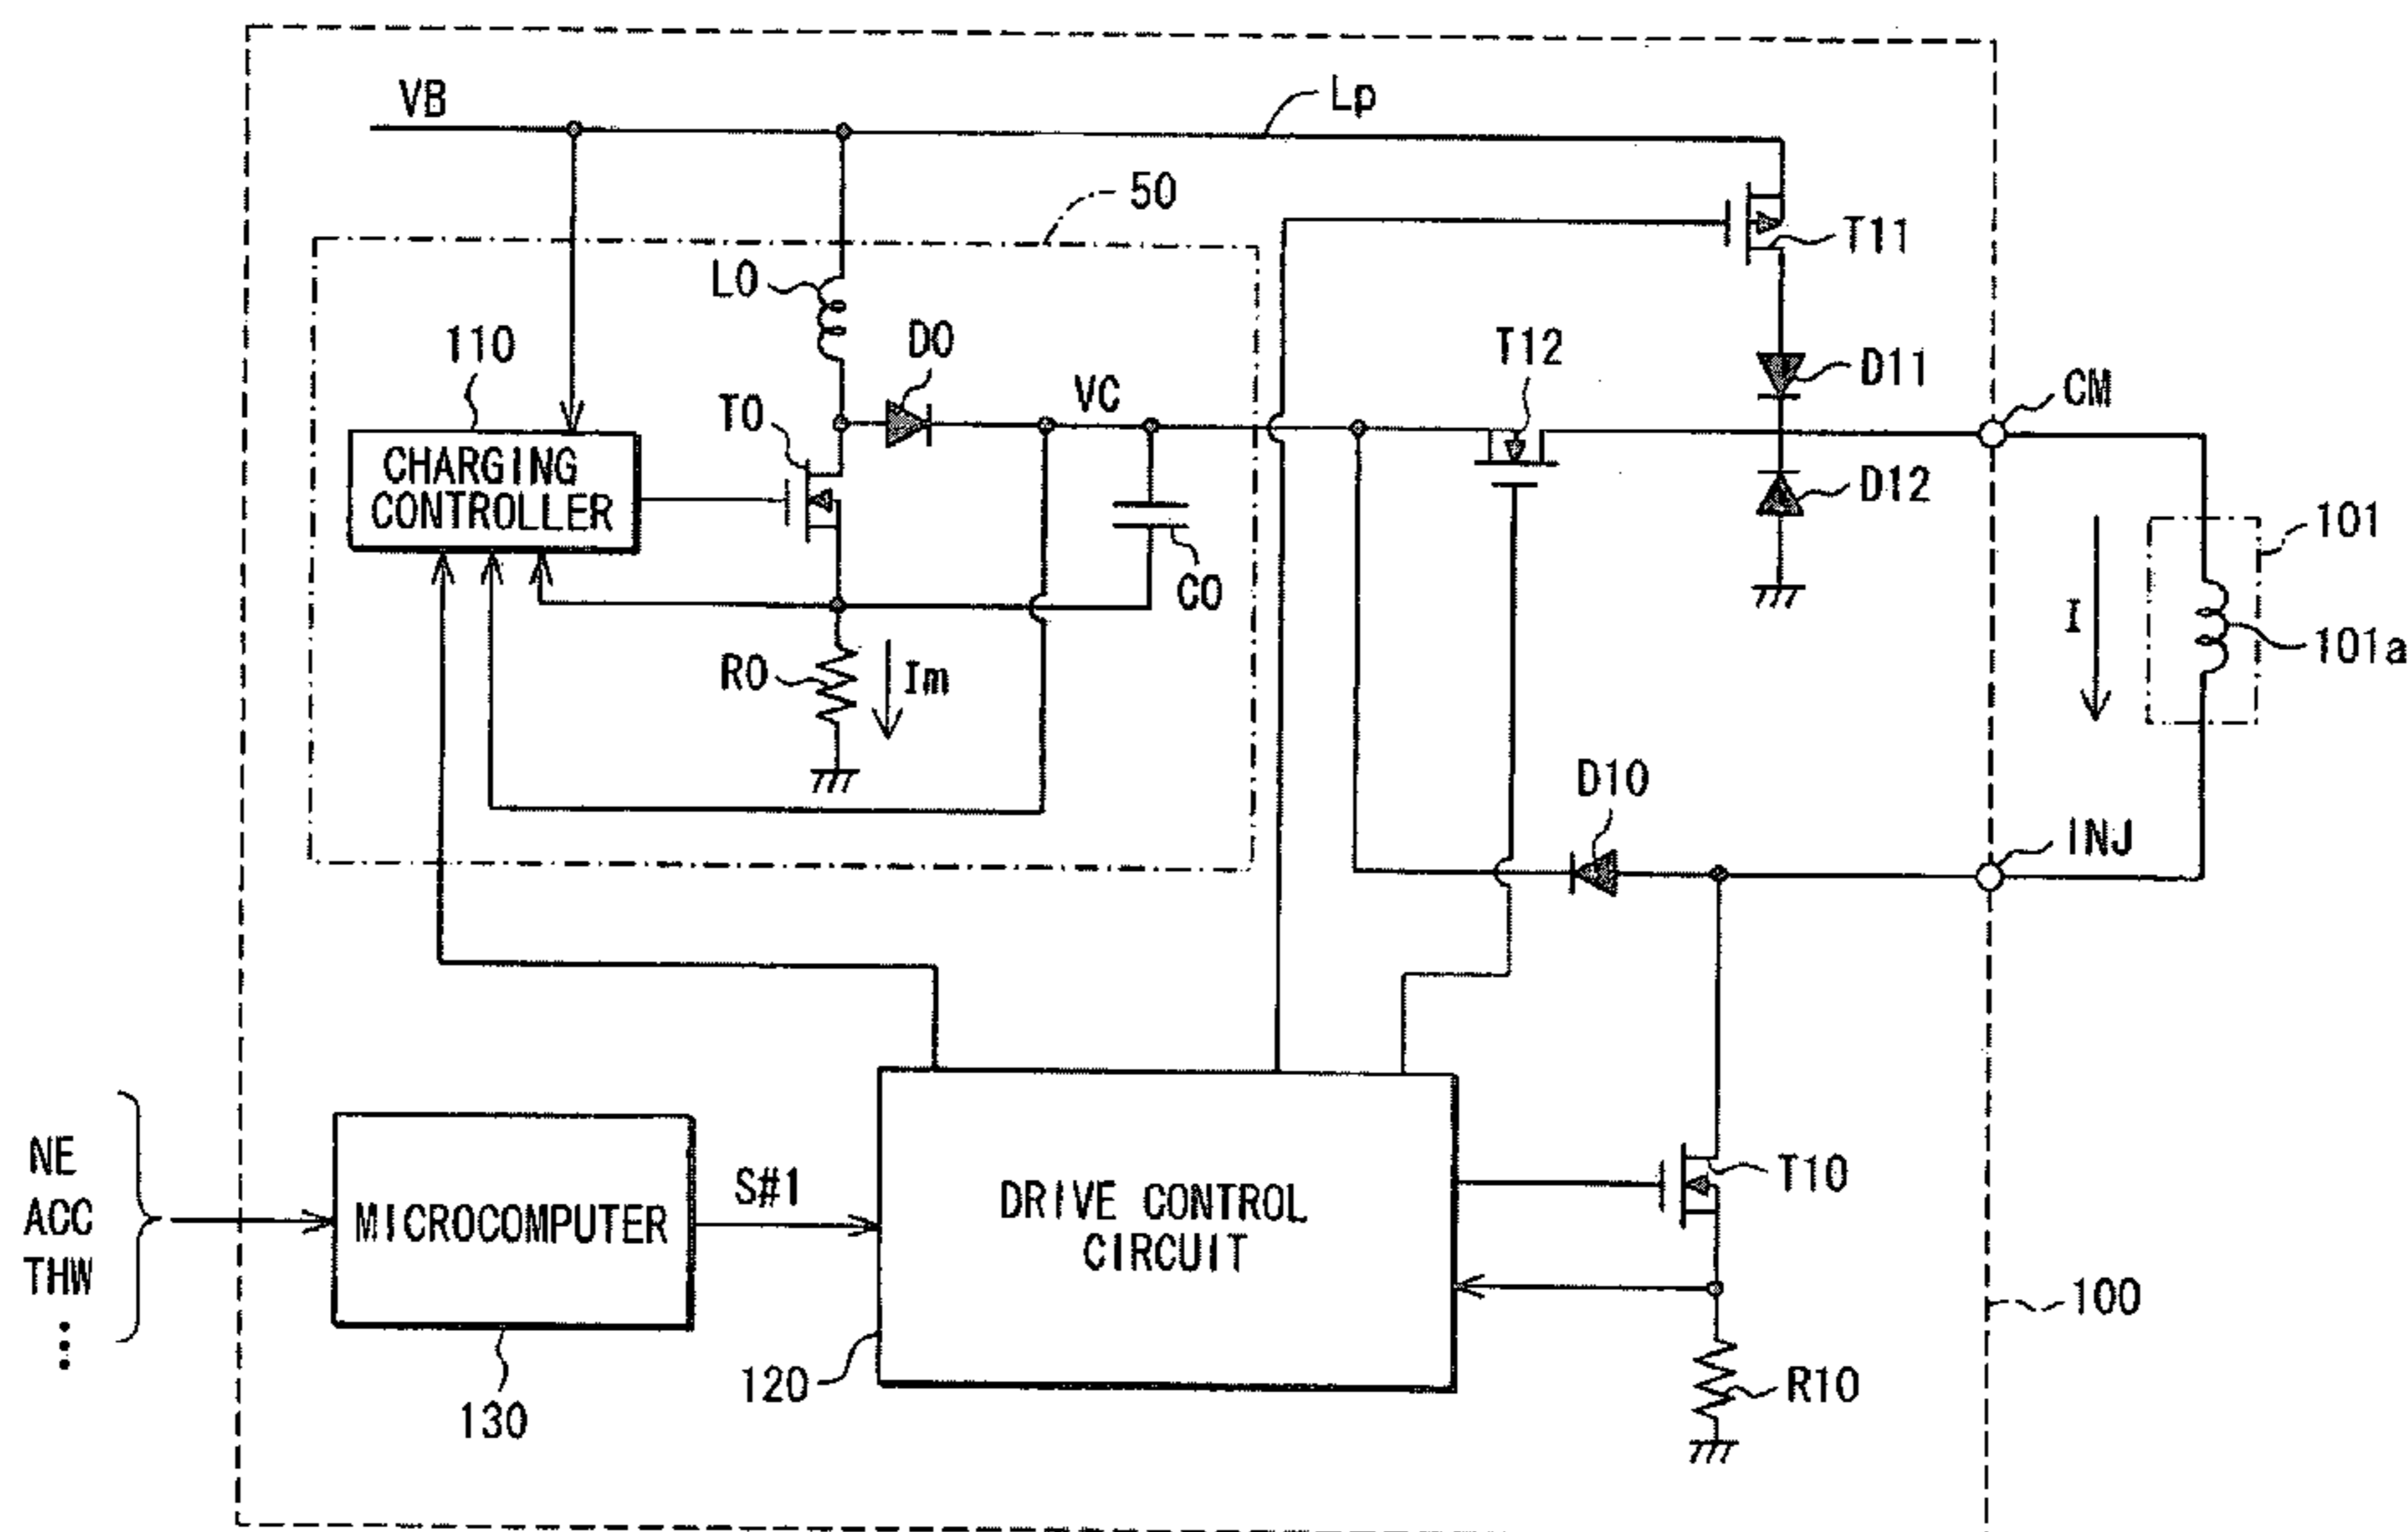 VB
Lp
50
T11
L0
110
D0
T0
VC
T12
D11
CM
CHARGING
CONTROLLER
D12
101
C0
I
101a
R0
Im
D10
INJ
NE
ACC
THW
MICROCOMPUTER
S#1
DRIVE CONTROL
CIRCUIT
T10
100
120
R10
130